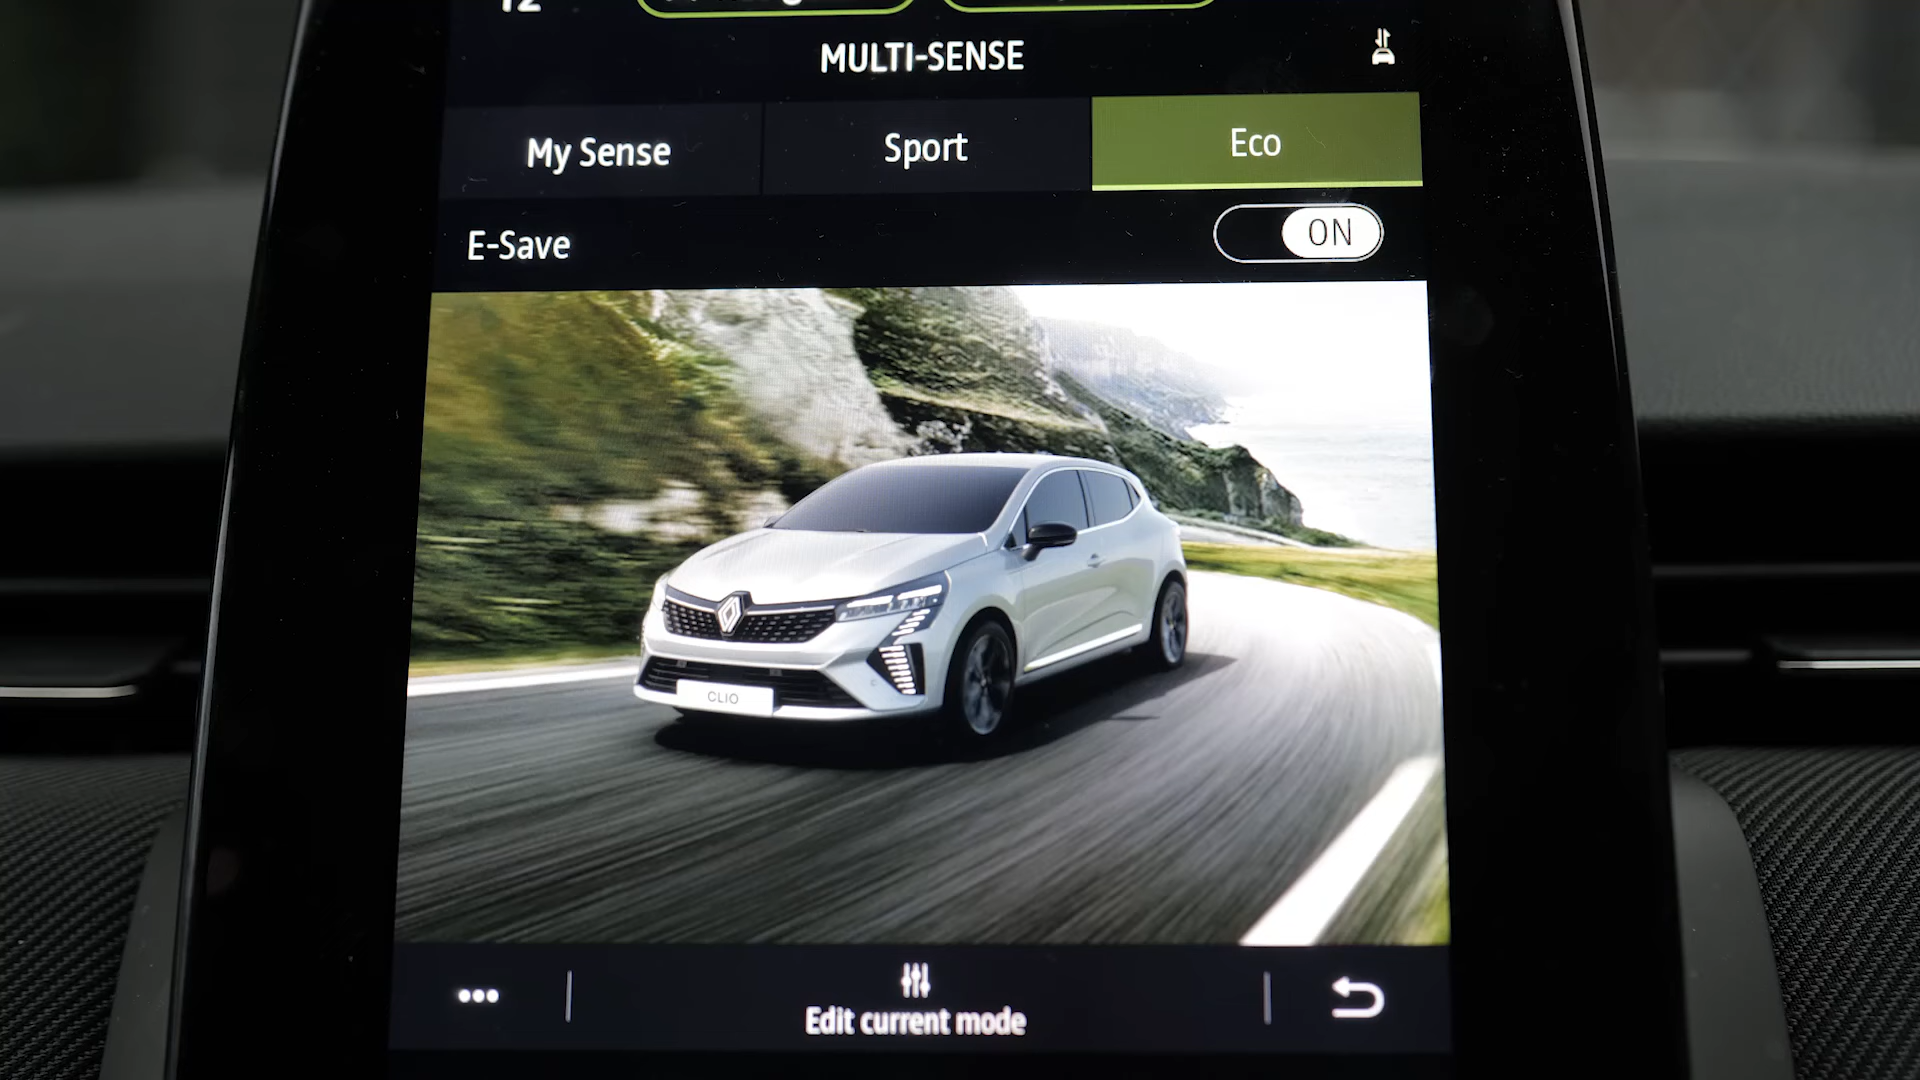 MULTI-SENSE
My Sense
Sport
Eco
E-Save
ON
CLIO
Edit current mode